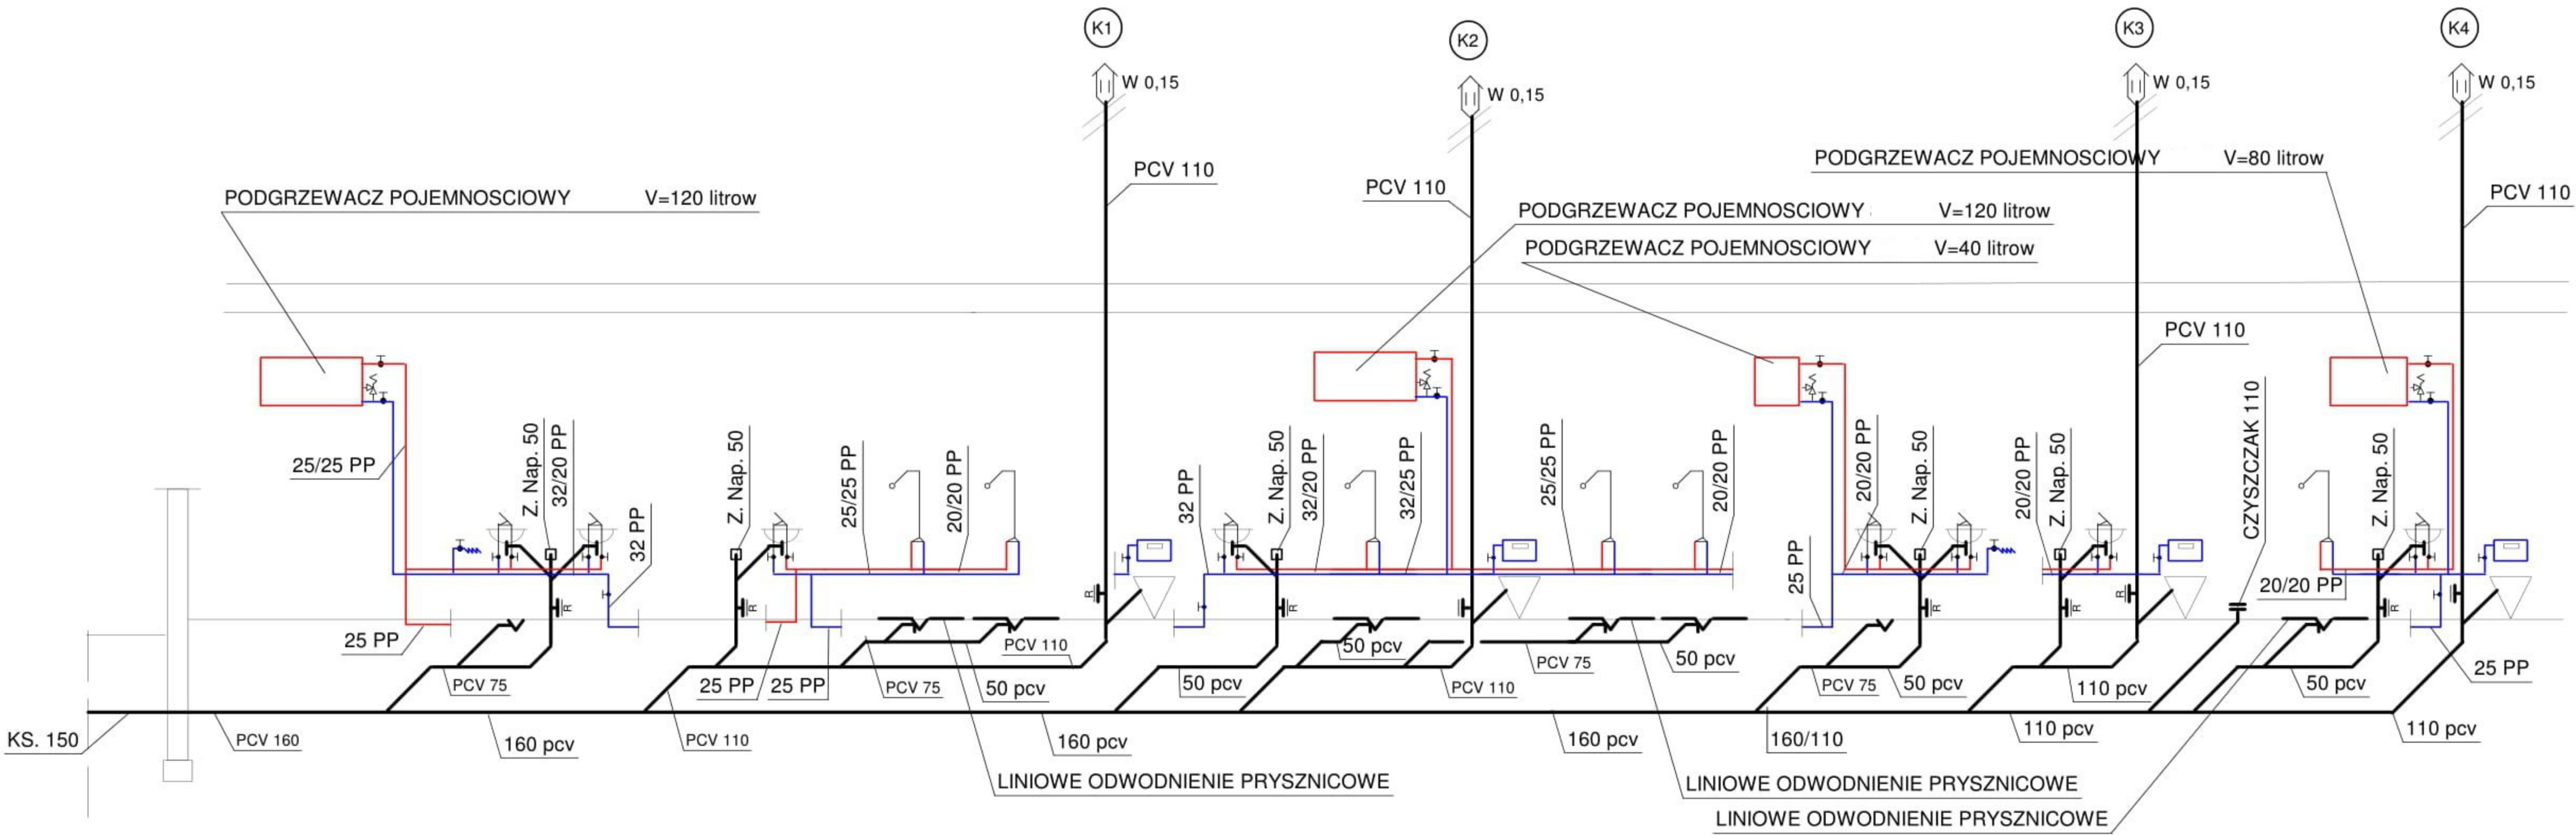 K1
K2
K3
K4
W 0,15
W 0,15
W 0,15
W 0,15
PCV 110
PCV 110
PODGRZEWACZ POJEMNOSCIOWY V=80 litrow
PCV 110
PODGRZEWACZ POJEMNOSCIOWY V=120 litrow
PODGRZEWACZ POJEMNOSCIOWY V=120 litrow
PODGRZEWACZ POJEMNOSCIOWY V=40 litrow
PCV 110
25/25 PP
Z. Nap. 50
32/20 PP
32 PP
Z. Nap. 50
25/25 PP
20/20 PP
32 PP
Z. Nap. 50
32/20 PP
32/25 PP
25/25 PP
20/20 PP
25 PP
20/20 PP
Z. Nap. 50
20/20 PP
Z. Nap. 50
CZYSZCZAK 110
Z. Nap. 50
20/20 PP
R
R
R
R
R
R
R
R
25 PP
PCV 75
25 PP
25 PP
PCV 75
50 pcv
PCV 110
50 pcv
50 pcv
PCV 110
PCV 75
50 pcv
PCV 75
50 pcv
110 pcv
50 pcv
25 PP
KS. 150
PCV 160
160 pcv
PCV 110
160 pcv
160 pcv
160/110
110 pcv
110 pcv
LINIOWE ODWODNIENIE PRYSZNICOWE
LINIOWE ODWODNIENIE PRYSZNICOWE
LINIOWE ODWODNIENIE PRYSZNICOWE